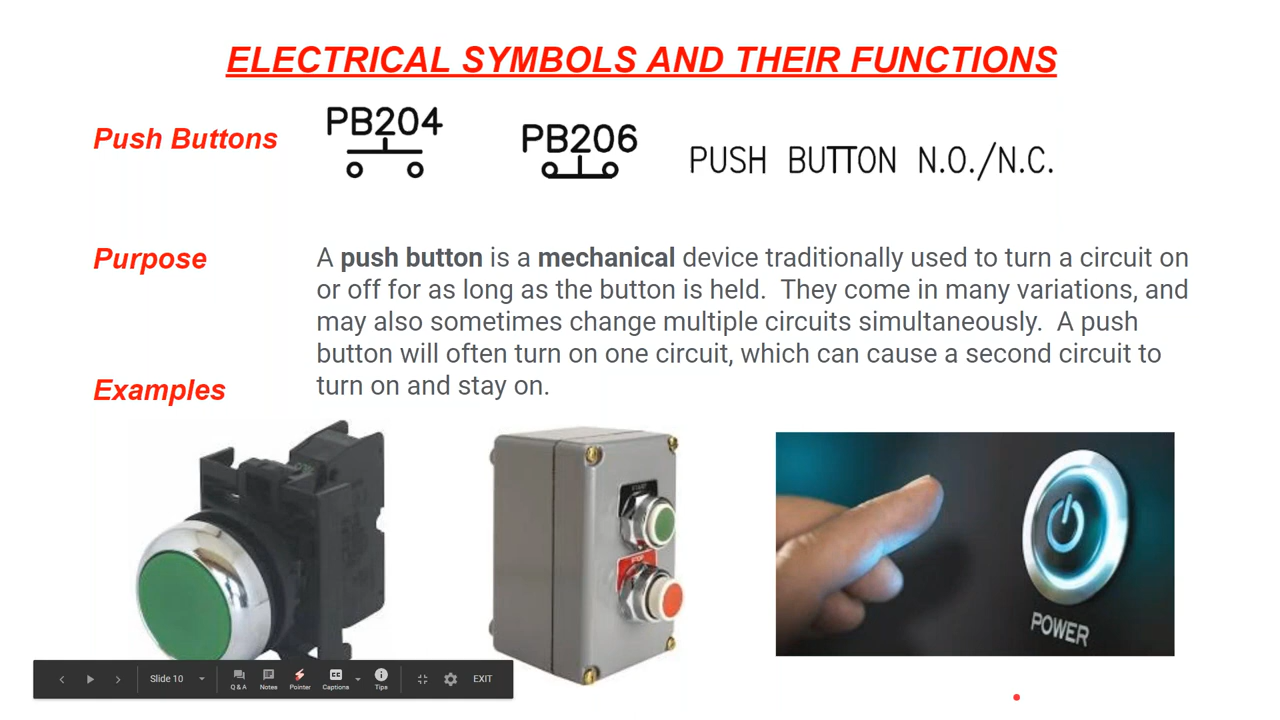 ELECTRICAL SYMBOLS AND THEIR FUNCTIONS
Push Buttons
PB204
PB206
PUSH BUTTON N.O./N.C.
Purpose
A push button is a mechanical device traditionally used to turn a circuit on
or off for as long as the button is held.  They come in many variations, and
may also sometimes change multiple circuits simultaneously.  A push
button will often turn on one circuit, which can cause a second circuit to
turn on and stay on.
Examples
START
STOP
POWER
Slide 10
Q&A
Notes
Pointer
CC
Captions
Tips
EXIT